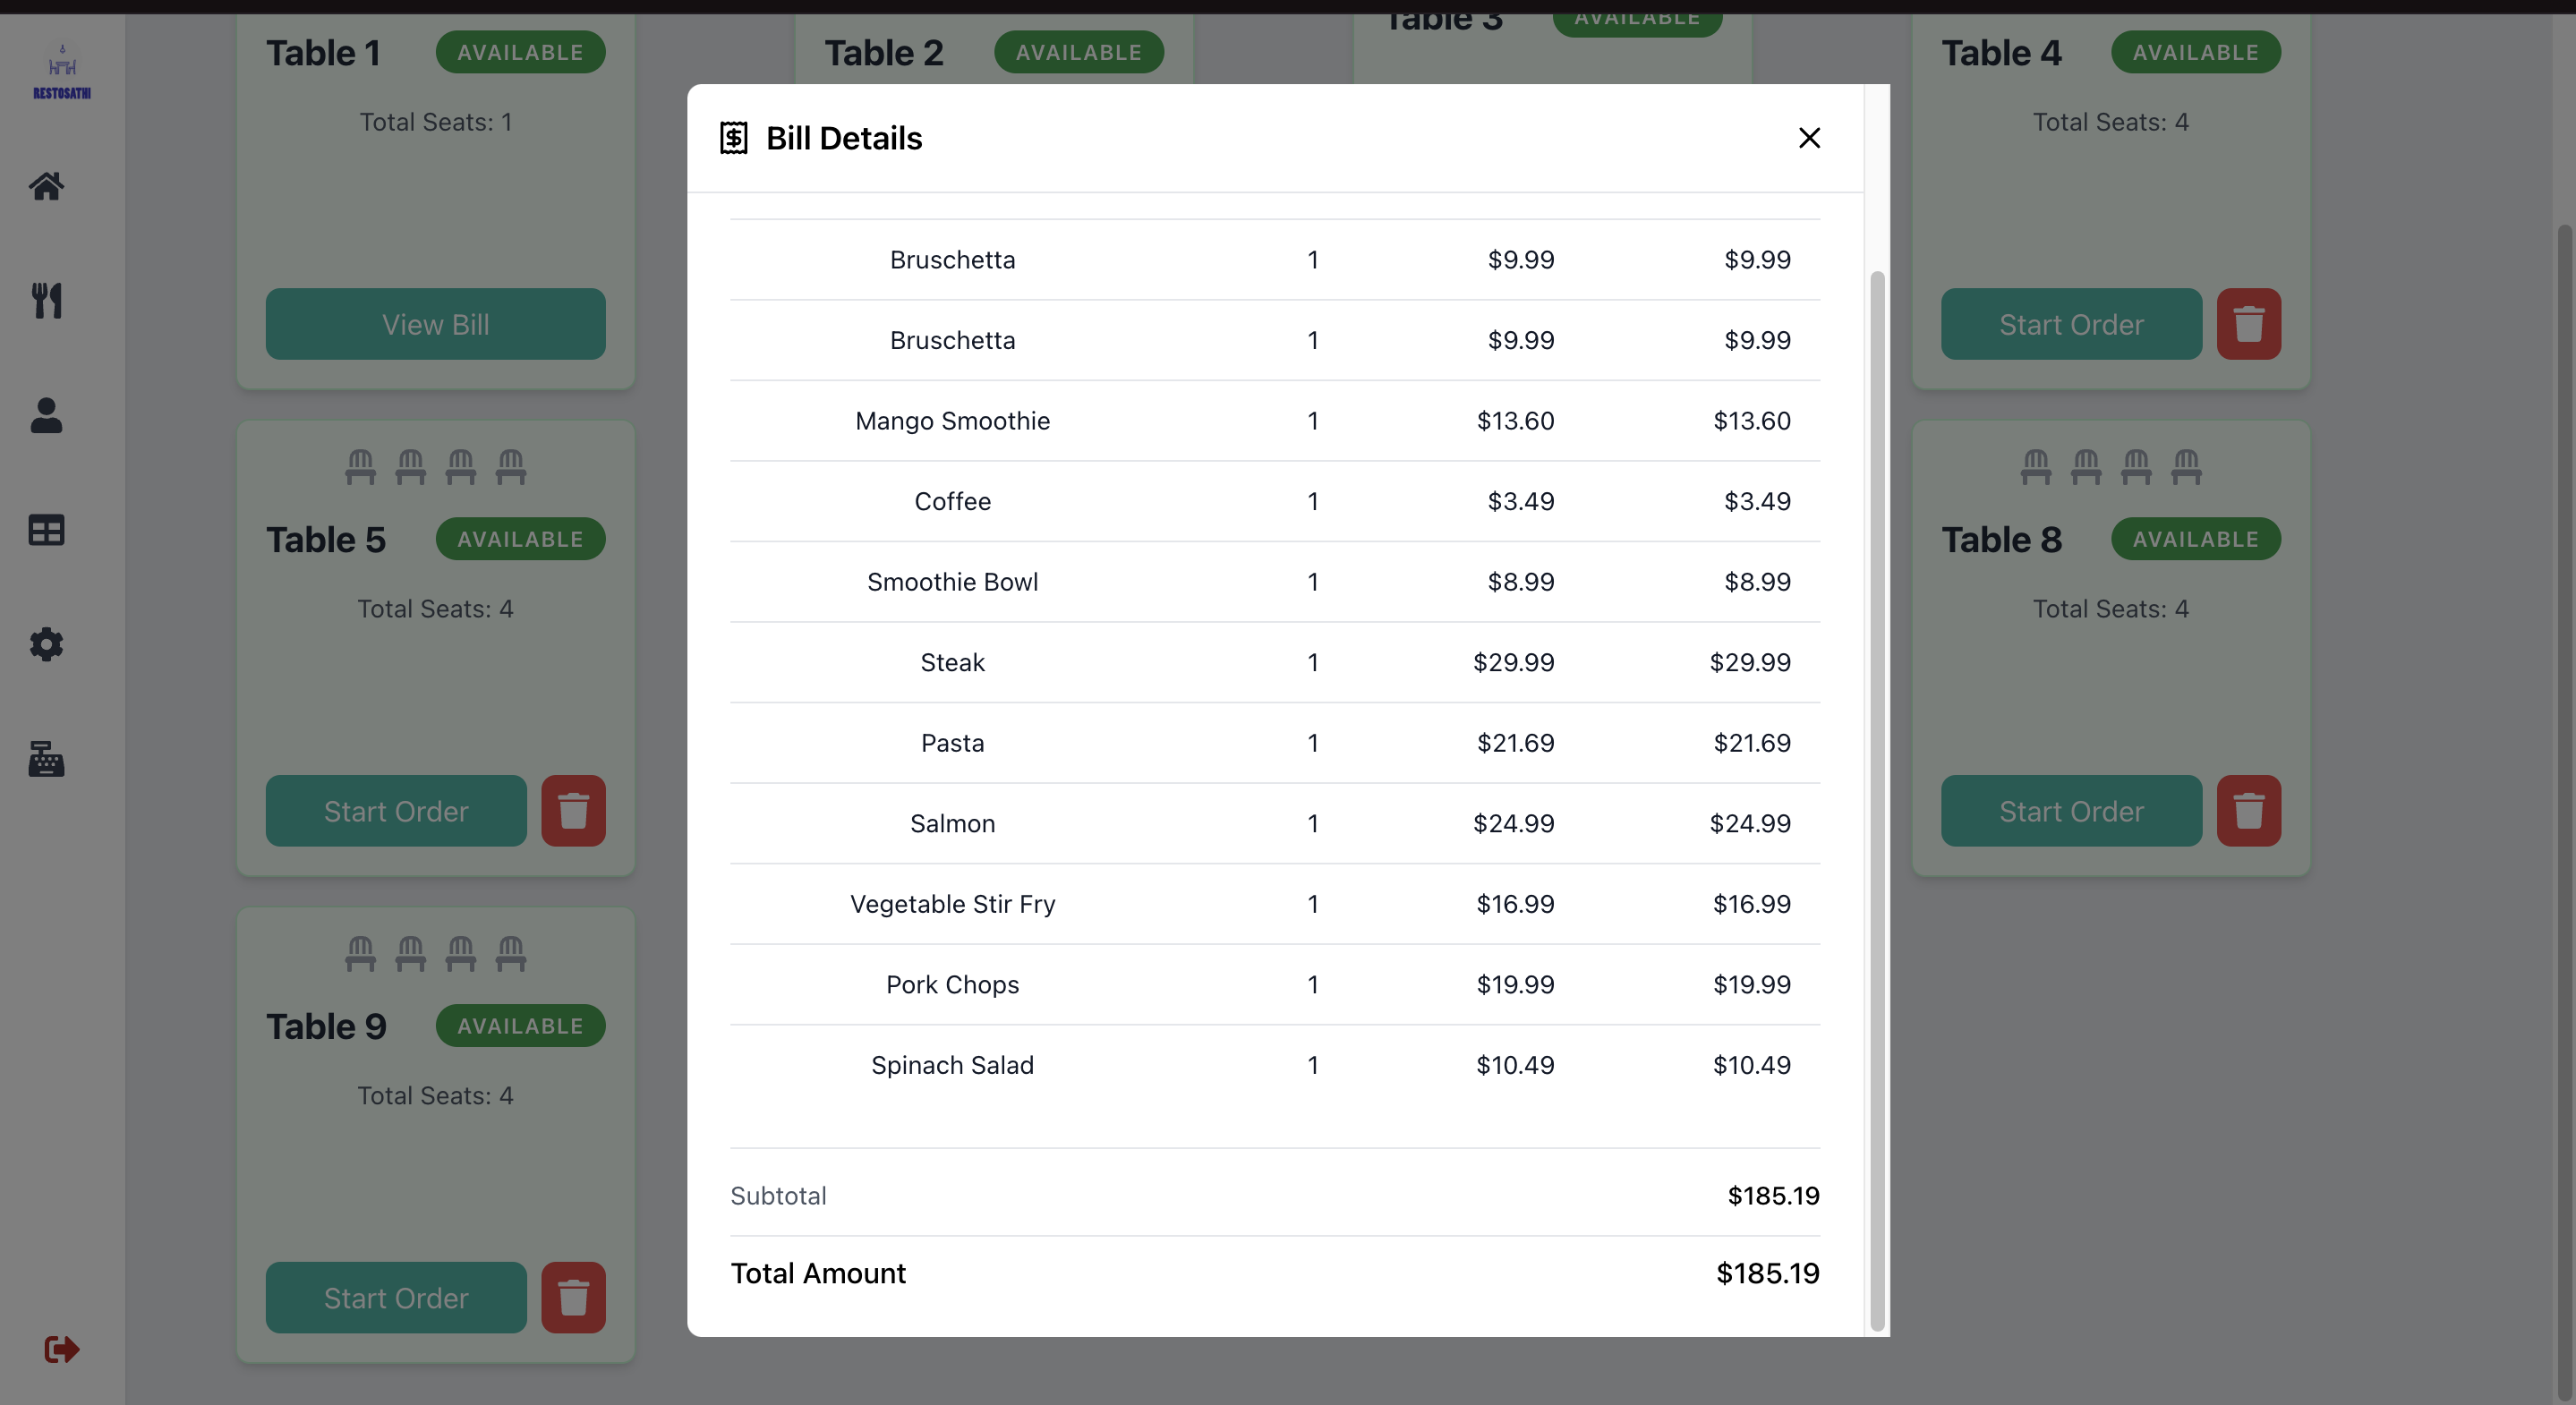 RESTOSATHI
Table 1 AVAILABLE
Total Seats: 1
View Bill
Table 2 AVAILABLE
Table 3 AVAILABLE
Table 4 AVAILABLE
Total Seats: 4
Start Order
Bill Details
Bruschetta 1 $9.99 $9.99
Bruschetta 1 $9.99 $9.99
Mango Smoothie 1 $13.60 $13.60
Coffee 1 $3.49 $3.49
Smoothie Bowl 1 $8.99 $8.99
Steak 1 $29.99 $29.99
Pasta 1 $21.69 $21.69
Salmon 1 $24.99 $24.99
Vegetable Stir Fry 1 $16.99 $16.99
Pork Chops 1 $19.99 $19.99
Spinach Salad 1 $10.49 $10.49
Subtotal $185.19
Total Amount $185.19
Table 5 AVAILABLE
Total Seats: 4
Start Order
Table 8 AVAILABLE
Total Seats: 4
Start Order
Table 9 AVAILABLE
Total Seats: 4
Start Order